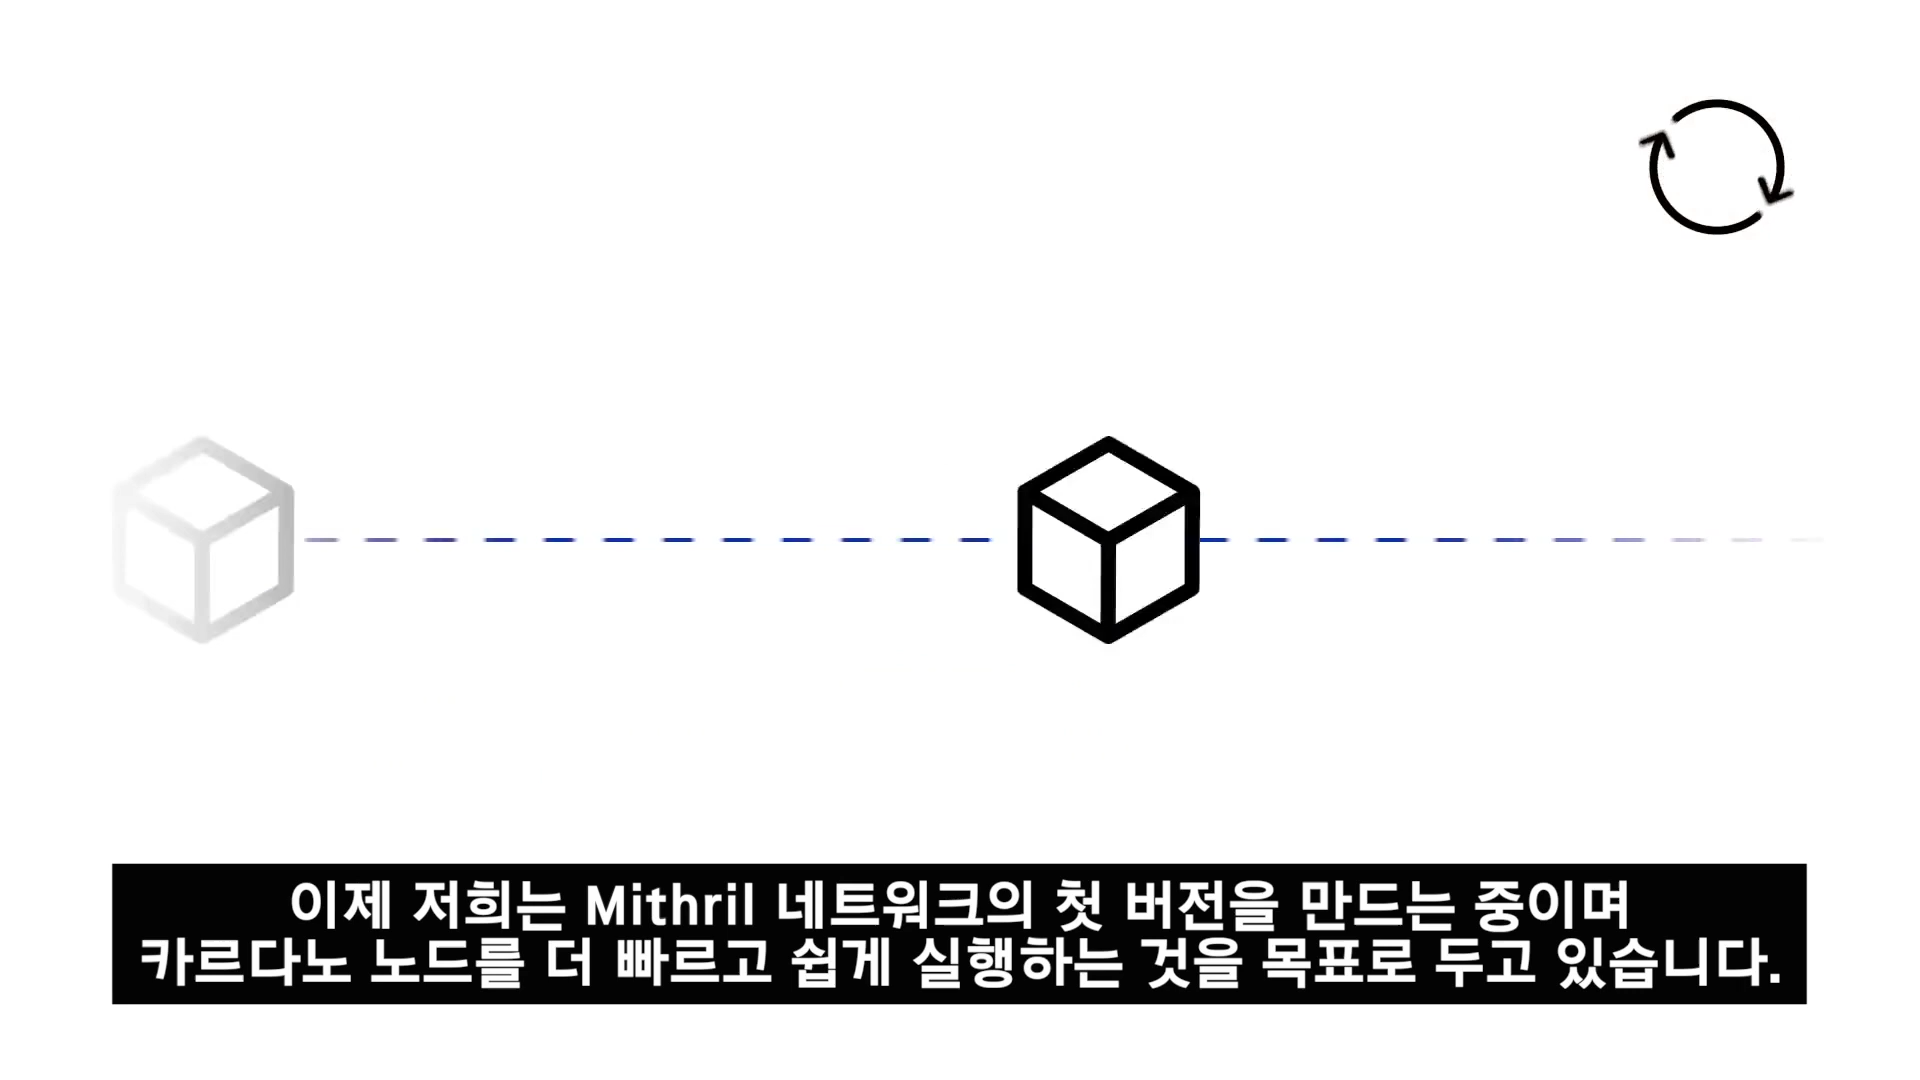 이제 저희는 Mithril 네트워크의 첫 버전을 만드는 중이며
카르다노 노드를 더 빠르고 쉽게 실행하는 것을 목표로 두고 있습니다.